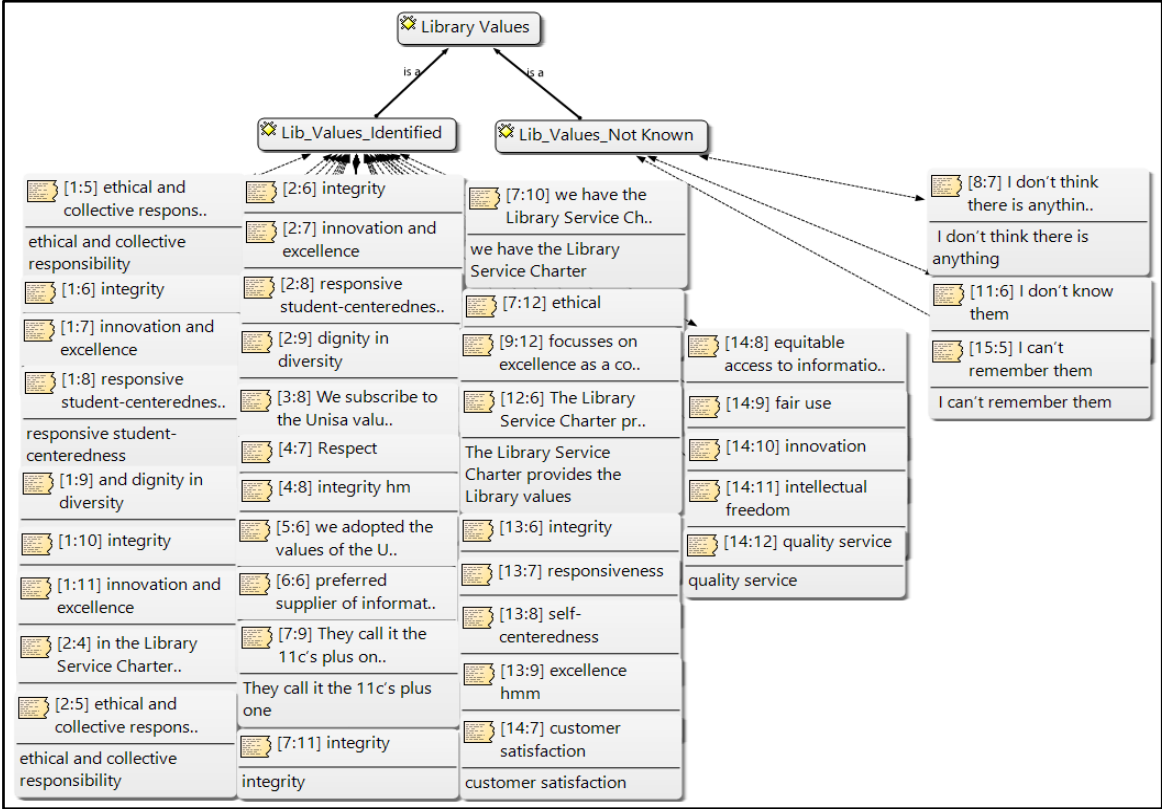 Library Values
is a
is a
Lib_Values_Identified
Lib_Values_Not Known
[1:5] ethical and
collective respons..
ethical and collective
responsibility
[1:6] integrity
[1:7] innovation and
excellence
[1:8] responsive
student-centerednes..
responsive student-
centeredness
[1:9] and dignity in
diversity
[1:10] integrity
[1:11] innovation and
excellence
[2:4] in the Library
Service Charter..
[2:5] ethical and
collective respons..
ethical and collective
responsibility
[2:6] integrity
[2:7] innovation and
excellence
[2:8] responsive
student-centerednes..
[2:9] dignity in
diversity
[3:8] We subscribe to
the Unisa valu..
[4:7] Respect
[4:8] integrity hm
[5:6] we adopted the
values of the U..
[6:6] preferred
supplier of informat..
[7:9] They call it the
11c’s plus on..
They call it the 11c’s plus
one
[7:11] integrity
integrity
[7:10] we have the
Library Service Ch..
we have the Library
Service Charter
[7:12] ethical
[9:12] focusses on
excellence as a co..
[12:6] The Library
Service Charter pr..
The Library Service
Charter provides the
Library values
[13:6] integrity
[13:7] responsiveness
[13:8] self-
centeredness
[13:9] excellence
hmm
[14:7] customer
satisfaction
customer satisfaction
[14:8] equitable
access to informatio..
[14:9] fair use
[14:10] innovation
[14:11] intellectual
freedom
[14:12] quality service
quality service
[8:7] I don’t think
there is anythin..
I don’t think there is
anything
[11:6] I don’t know
them
[15:5] I can’t
remember them
I can’t remember them